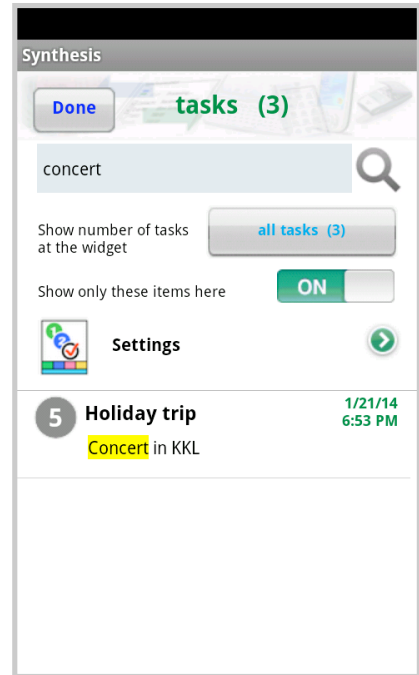 Synthesis
Done
tasks (3)
concert
Show number of tasks
at the widget
all tasks (3)
Show only these items here
ON
Settings
5
Holiday trip
1/21/14
6:53 PM
Concert in KKL